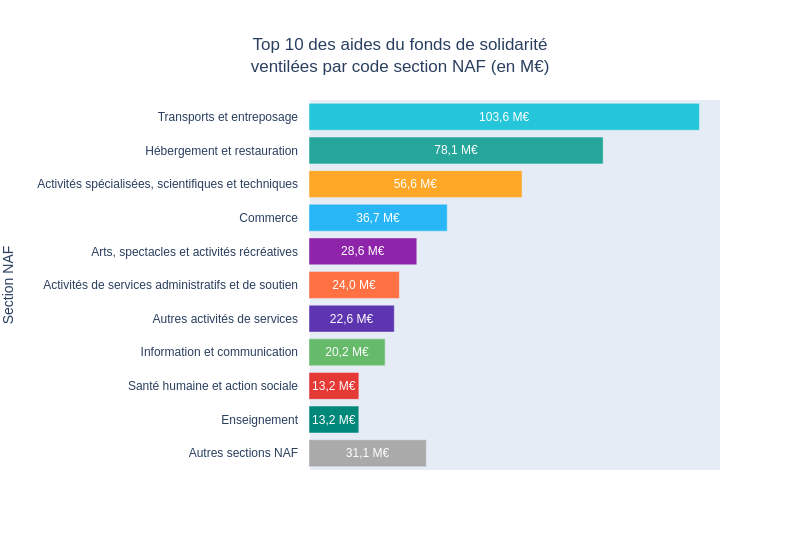 Top 10 des aides du fonds de solidarité
ventilées par code section NAF (en M€)
Section NAF
Transports et entreposage 103,6 M€
Hébergement et restauration 78,1 M€
Activités spécialisées, scientifiques et techniques 56,6 M€
Commerce 36,7 M€
Arts, spectacles et activités récréatives 28,6 M€
Activités de services administratifs et de soutien 24,0 M€
Autres activités de services 22,6 M€
Information et communication 20,2 M€
Santé humaine et action sociale 13,2 M€
Enseignement 13,2 M€
Autres sections NAF 31,1 M€